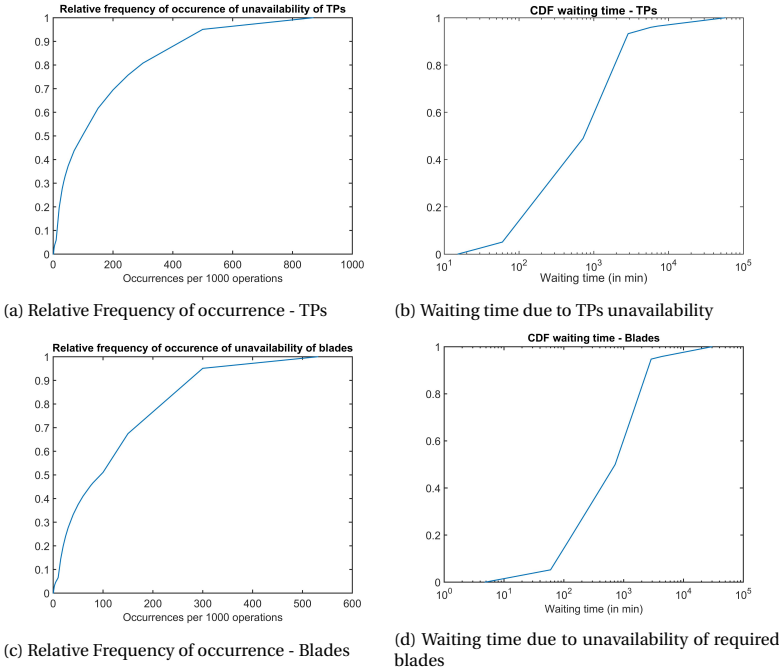 Relative frequency of occurence of unavailability of TPs
1
0.9
0.8
0.7
0.6
0.5
0.4
0.3
0.2
0.1
0
0 200 400 600 800 1000
Occurrences per 1000 operations
(a) Relative Frequency of occurrence - TPs
CDF waiting time - TPs
1
0.8
0.6
0.4
0.2
0
10^1 10^2 10^3 10^4 10^5
Waiting time (in min)
(b) Waiting time due to TPs unavailability
Relative frequency of occurence of unavailability of blades
1
0.9
0.8
0.7
0.6
0.5
0.4
0.3
0.2
0.1
0
0 100 200 300 400 500 600
Occurrences per 1000 operations
(c) Relative Frequency of occurrence - Blades
CDF waiting time - Blades
1
0.8
0.6
0.4
0.2
0
10^0 10^1 10^2 10^3 10^4 10^5
Waiting time (in min)
(d) Waiting time due to unavailability of required
blades